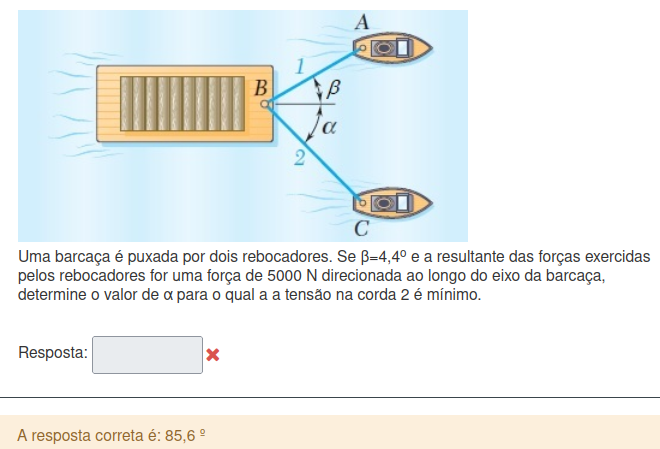 A
1
B
β
α
2
C
Uma barcaça é puxada por dois rebocadores. Se β=4,4º e a resultante das forças exercidas
pelos rebocadores for uma força de 5000 N direcionada ao longo do eixo da barcaça,
determine o valor de α para o qual a a tensão na corda 2 é mínimo.
Resposta:
A resposta correta é: 85,6 º